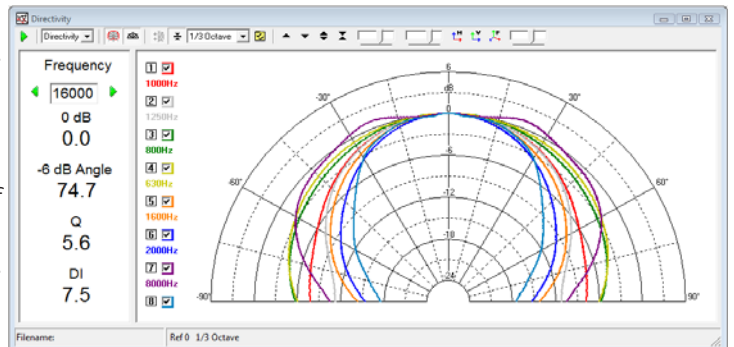 Directivity
Directivity
1/3 Octave
Frequency
16000
0 dB
0.0
-6 dB Angle
74.7
Q
5.6
DI
7.5
1
1000Hz
2
1250Hz
3
800Hz
4
630Hz
5
1600Hz
6
2000Hz
7
8000Hz
8
6
dB
0
-6
-12
-18
-24
-30°
30°
-60°
60°
-90°
90°
Filename:
Ref 0 1/3 Octave